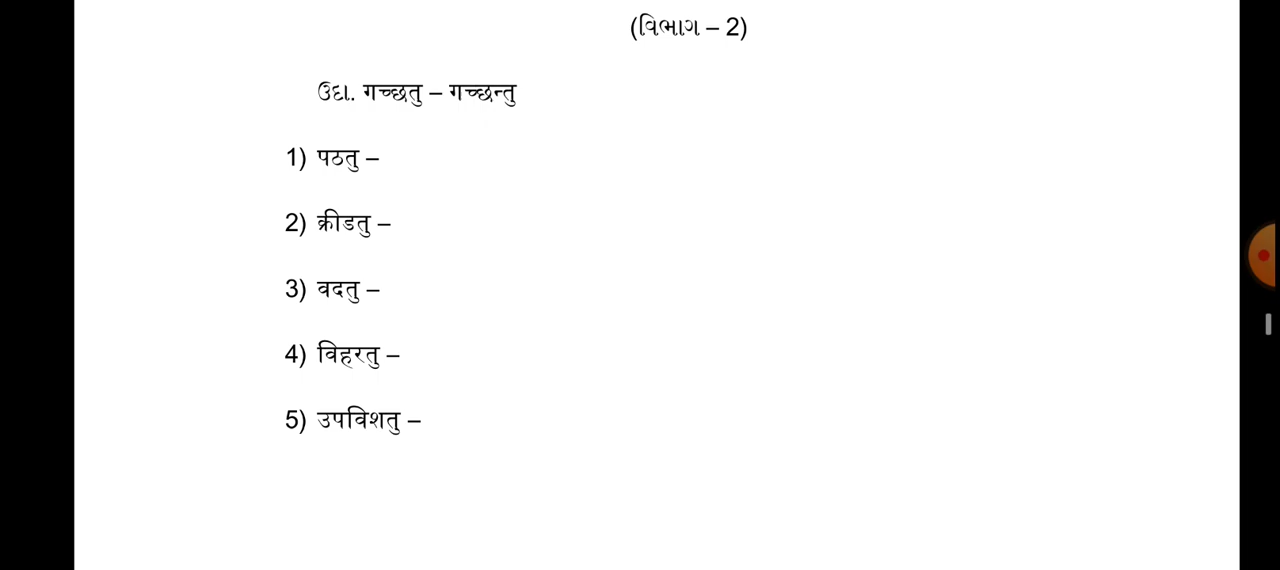 (વિભાગ – 2)
ઉદા. गच्छतु – गच्छन्तु
1) पठतु –
2) क्रीडतु –
3) वदतु –
4) विहरतु –
5) उपविशतु –